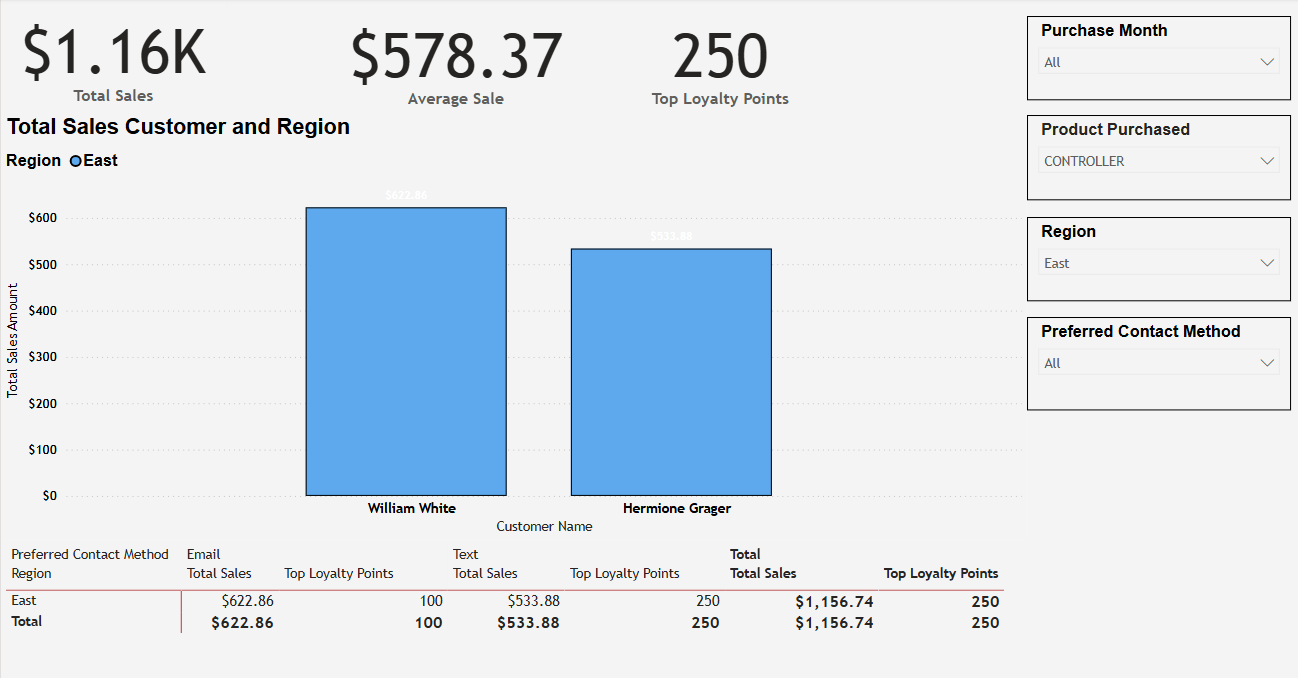 $1.16K
Total Sales
$578.37
Average Sale
250
Top Loyalty Points
Total Sales Customer and Region
Region East
$622.86
$533.88
$600
$500
$400
$300
$200
$100
$0
Total Sales Amount
William White
Hermione Grager
Customer Name
Preferred Contact Method Email Text Total
Region Total Sales Top Loyalty Points Total Sales Top Loyalty Points Total Sales Top Loyalty Points
East $622.86 100 $533.88 250 $1,156.74 250
Total $622.86 100 $533.88 250 $1,156.74 250
Purchase Month
All
Product Purchased
CONTROLLER
Region
East
Preferred Contact Method
All